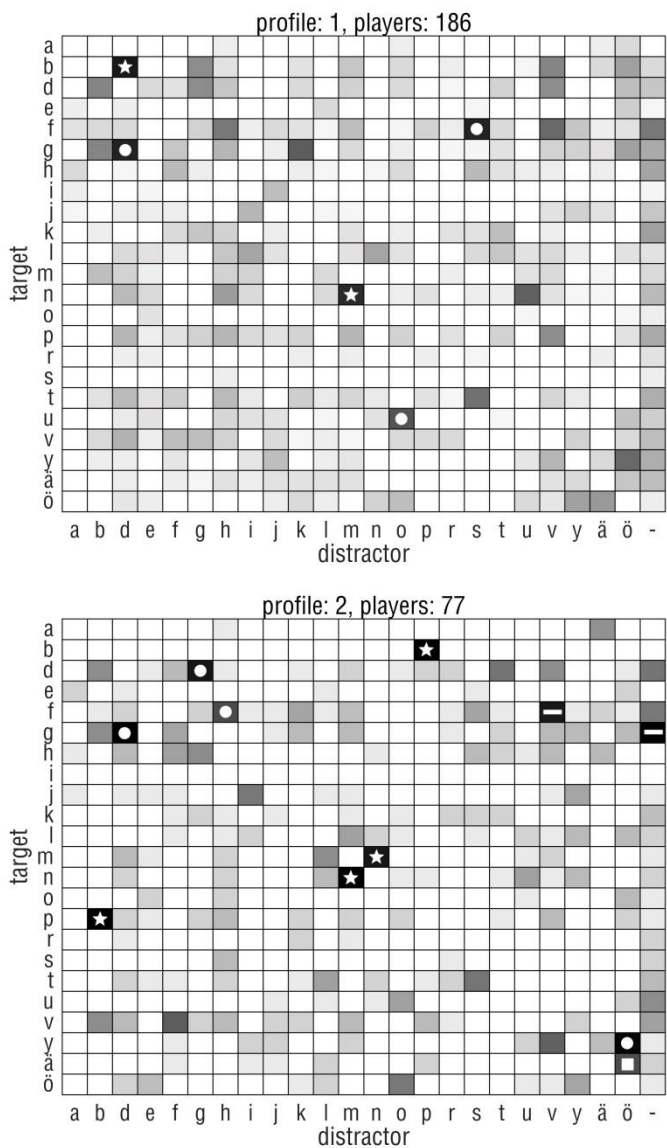 profile: 1, players: 186
a
b
d
e
f
g
h
i
j
k
l
m
n
o
p
r
s
t
u
v
y
ä
ö
target
a b d e f g h i j k l m n o p r s t u v y ä ö -
distractor
profile: 2, players: 77
a
b
d
e
f
g
h
i
j
k
l
m
n
o
p
r
s
t
u
v
y
ä
ö
target
a b d e f g h i j k l m n o p r s t u v y ä ö -
distractor